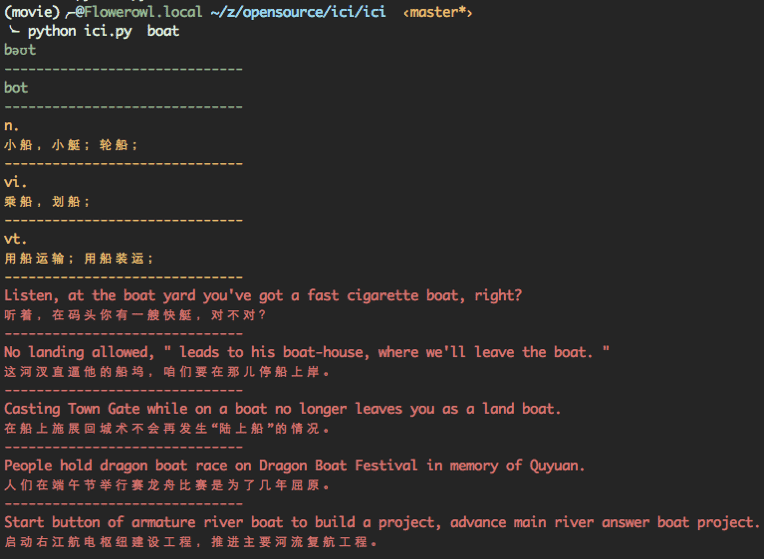 (movie) ╭-@Flowerowl.local ~/z/opensource/ici/ici ‹master*›
╰ python ici.py boat
bəʊt
------------------------------
bot
------------------------------
n.
小船，小艇；轮船；
------------------------------
vi.
乘船，划船；
------------------------------
vt.
用船运输；用船装运；
------------------------------
Listen, at the boat yard you've got a fast cigarette boat, right?
听着，在码头你有一艘快艇，对不对？
------------------------------
No landing allowed, " leads to his boat-house, where we'll leave the boat. "
这河汊直逼他的船坞，咱们要在那儿停船上岸。
------------------------------
Casting Town Gate while on a boat no longer leaves you as a land boat.
在船上施展回城术不会再发生“陆上船”的情况。
------------------------------
People hold dragon boat race on Dragon Boat Festival in memory of Quyuan.
人们在端午节举行赛龙舟比赛是为了几年屈原。
------------------------------
Start button of armature river boat to build a project, advance main river answer boat project.
启动右江航电枢纽建设工程，推进主要河流复航工程。